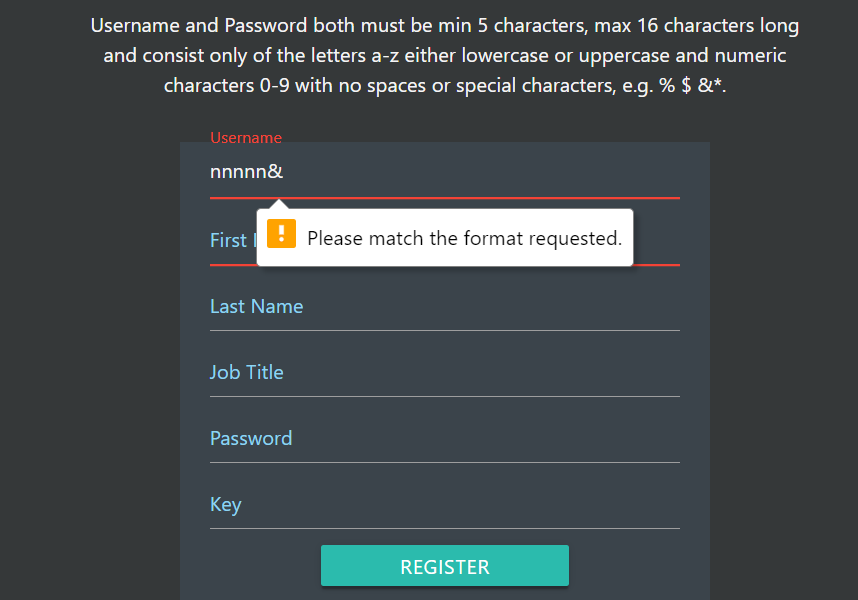 Username and Password both must be min 5 characters, max 16 characters long
and consist only of the letters a-z either lowercase or uppercase and numeric
characters 0-9 with no spaces or special characters, e.g. % $ &*.
Username
nnnnn&
First
Please match the format requested.
Last Name
Job Title
Password
Key
REGISTER